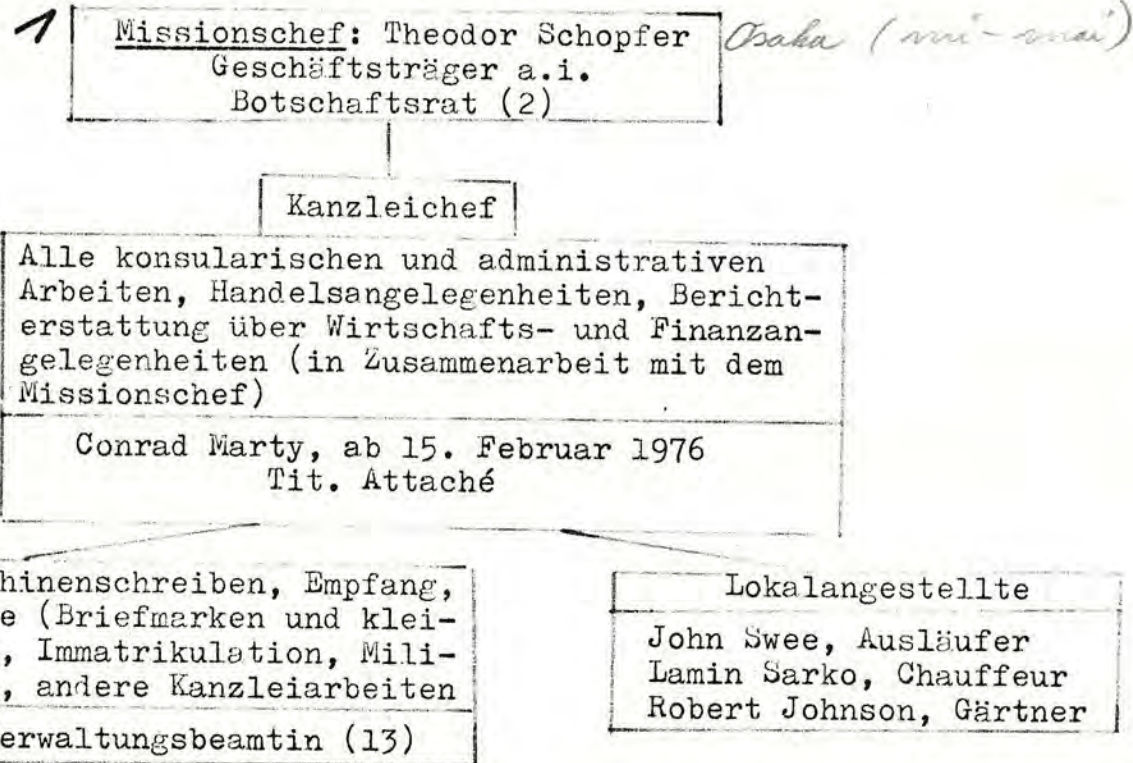 1
Missionschef: Theodor Schopfer
Geschäftsträger a.i.
Botschaftsrat (2)
Osaka (mi-mai)
Kanzleichef
Alle konsularischen und administrativen
Arbeiten, Handelsangelegenheiten, Bericht-
erstattung über Wirtschafts- und Finanzan-
gelegenheiten (in Zusammenarbeit mit dem
Missionschef)
Conrad Marty, ab 15. Februar 1976
Tit. Attaché
hinenschreiben, Empfang,
e (Briefmarken und klei-
, Immatrikulation, Mili-
, andere Kanzleiarbeiten
erwaltungsbeamtin (13)
Lokalangestellte
John Swee, Ausläufer
Lamin Sarko, Chauffeur
Robert Johnson, Gärtner